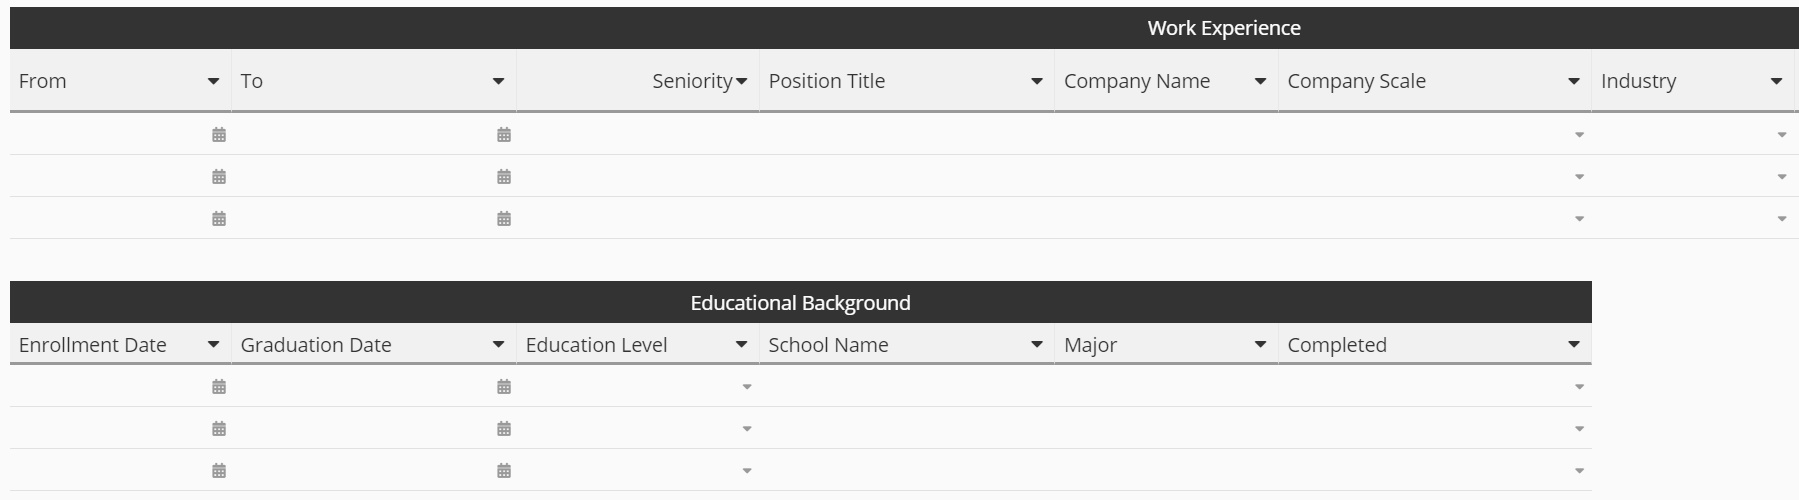 Work Experience
From To Seniority Position Title Company Name Company Scale Industry
Educational Background
Enrollment Date Graduation Date Education Level School Name Major Completed